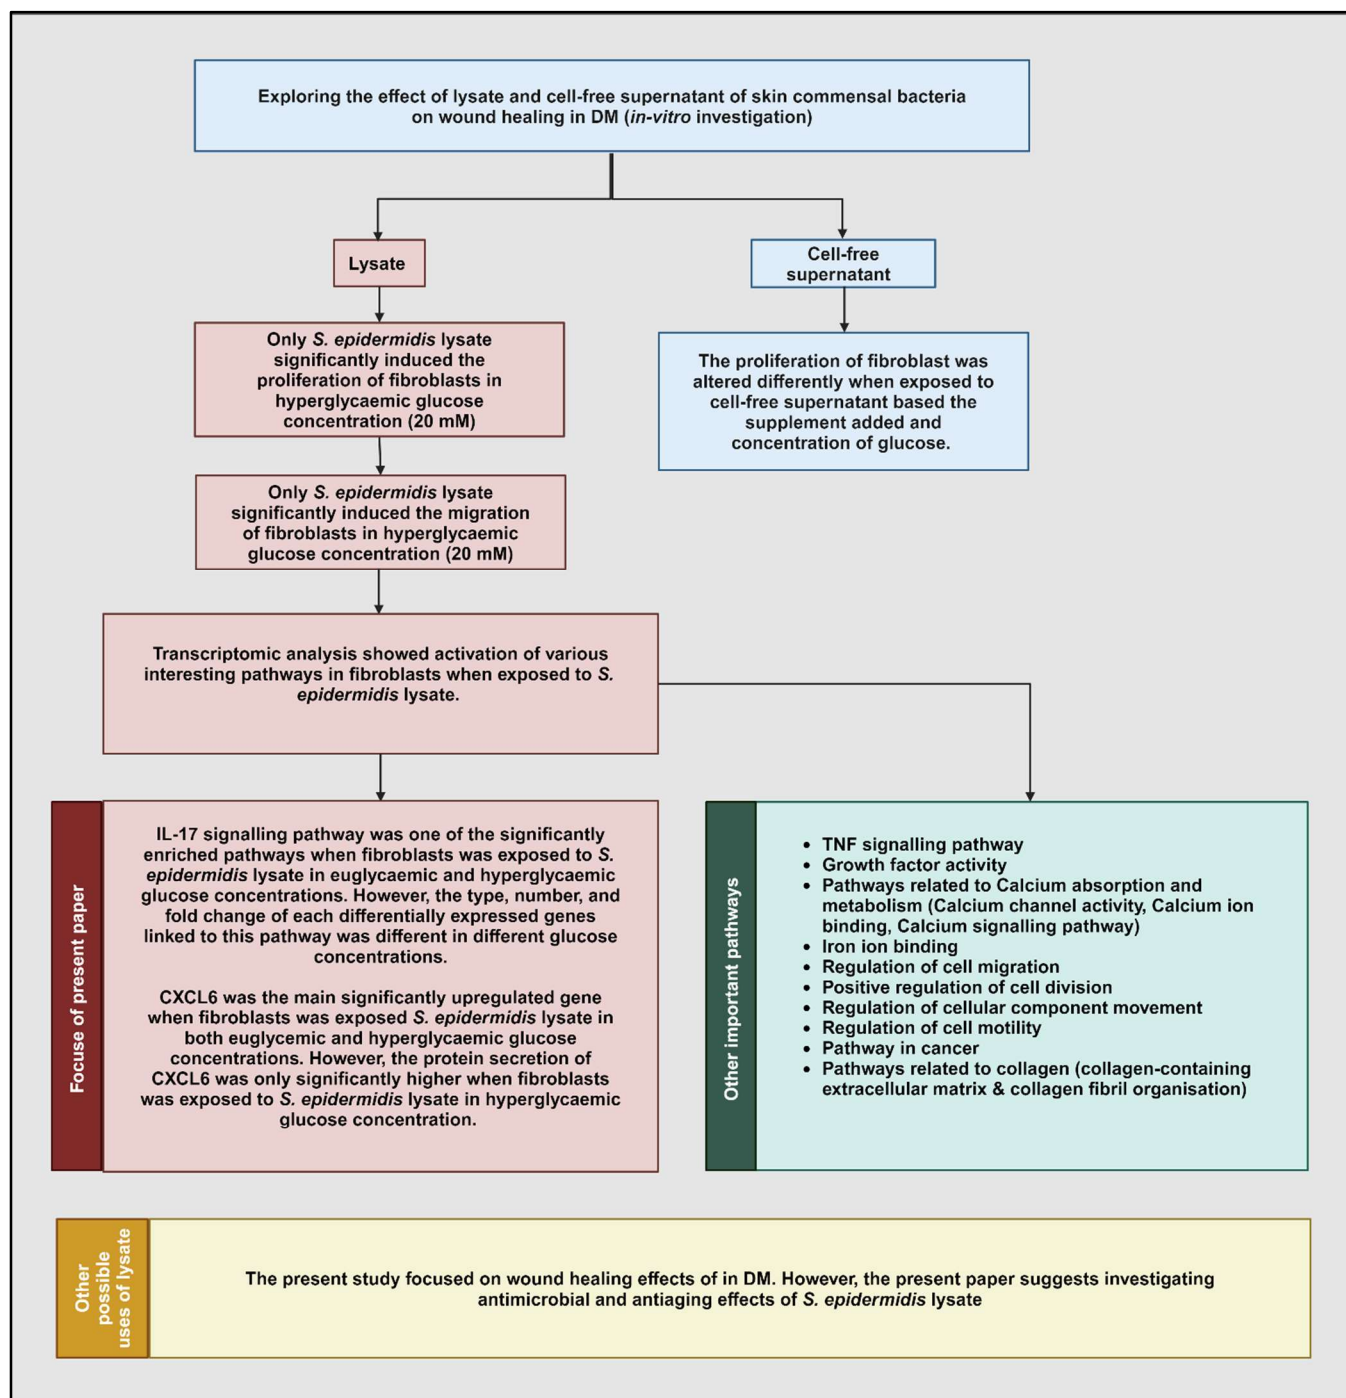 Exploring the effect of lysate and cell-free supernatant of skin commensal bacteria
on wound healing in DM (in-vitro investigation)
Lysate
Cell-free
supernatant
Only S. epidermidis lysate
significantly induced the
proliferation of fibroblasts in
hyperglycaemic glucose
concentration (20 mM)
The proliferation of fibroblast was
altered differently when exposed to
cell-free supernatant based the
supplement added and
concentration of glucose.
Only S. epidermidis lysate
significantly induced the migration
of fibroblasts in hyperglycaemic
glucose concentration (20 mM)
Transcriptomic analysis showed activation of various
interesting pathways in fibroblasts when exposed to S.
epidermidis lysate.
Focuse of present paper
IL-17 signalling pathway was one of the significantly
enriched pathways when fibroblasts was exposed to S.
epidermidis lysate in euglycaemic and hyperglycaemic
glucose concentrations. However, the type, number, and
fold change of each differentially expressed genes
linked to this pathway was different in different glucose
concentrations.
CXCL6 was the main significantly upregulated gene
when fibroblasts was exposed S. epidermidis lysate in
both euglycemic and hyperglycaemic glucose
concentrations. However, the protein secretion of
CXCL6 was only significantly higher when fibroblasts
was exposed to S. epidermidis lysate in hyperglycaemic
glucose concentration.
Other important pathways
• TNF signalling pathway
• Growth factor activity
• Pathways related to Calcium absorption and
metabolism (Calcium channel activity, Calcium ion
binding, Calcium signalling pathway)
• Iron ion binding
• Regulation of cell migration
• Positive regulation of cell division
• Regulation of cellular component movement
• Regulation of cell motility
• Pathway in cancer
• Pathways related to collagen (collagen-containing
extracellular matrix & collagen fibril organisation)
Other
possible
uses of lysate
The present study focused on wound healing effects of in DM. However, the present paper suggests investigating
antimicrobial and antiaging effects of S. epidermidis lysate